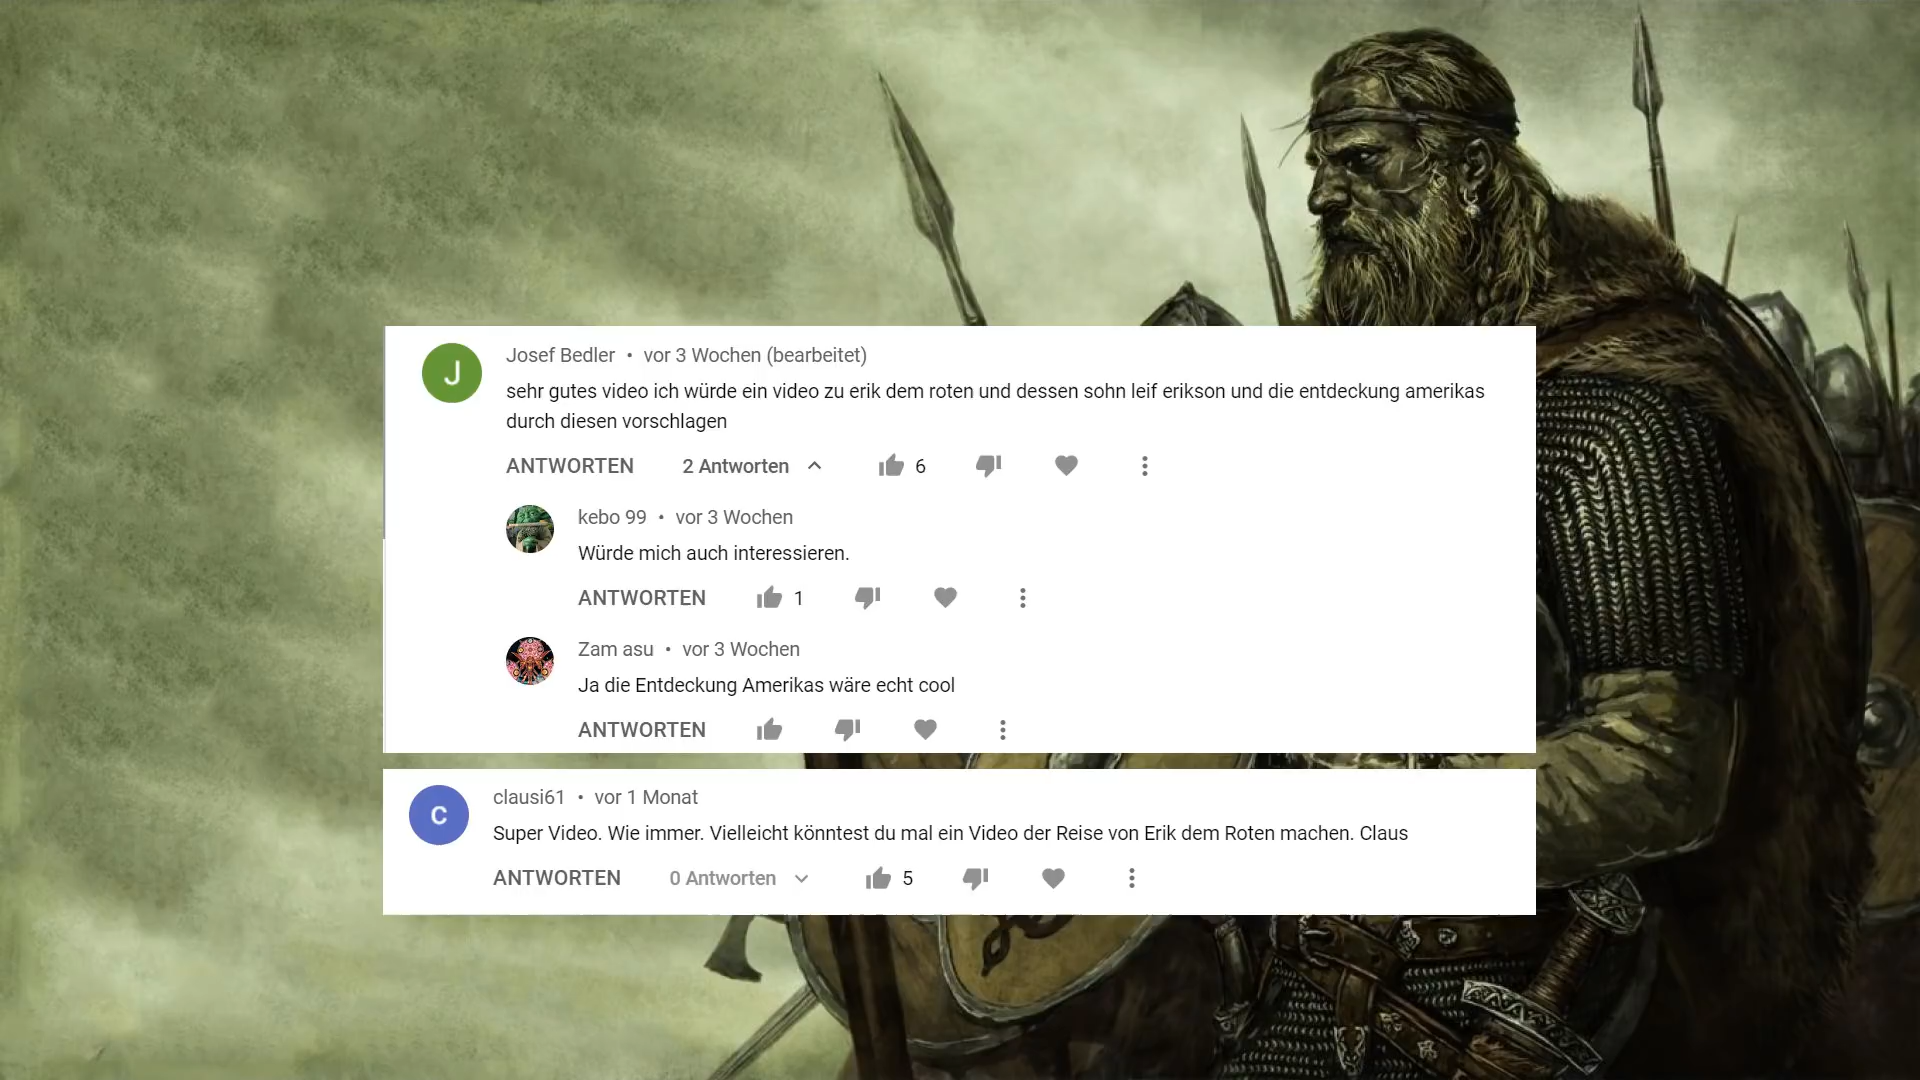 J
Josef Bedler • vor 3 Wochen (bearbeitet)
sehr gutes video ich würde ein video zu erik dem roten und dessen sohn leif erikson und die entdeckung amerikas
durch diesen vorschlagen
ANTWORTEN 2 Antworten 6
kebo 99 • vor 3 Wochen
Würde mich auch interessieren.
ANTWORTEN 1
Zam asu • vor 3 Wochen
Ja die Entdeckung Amerikas wäre echt cool
ANTWORTEN
c
clausi61 • vor 1 Monat
Super Video. Wie immer. Vielleicht könntest du mal ein Video der Reise von Erik dem Roten machen. Claus
ANTWORTEN 0 Antworten 5